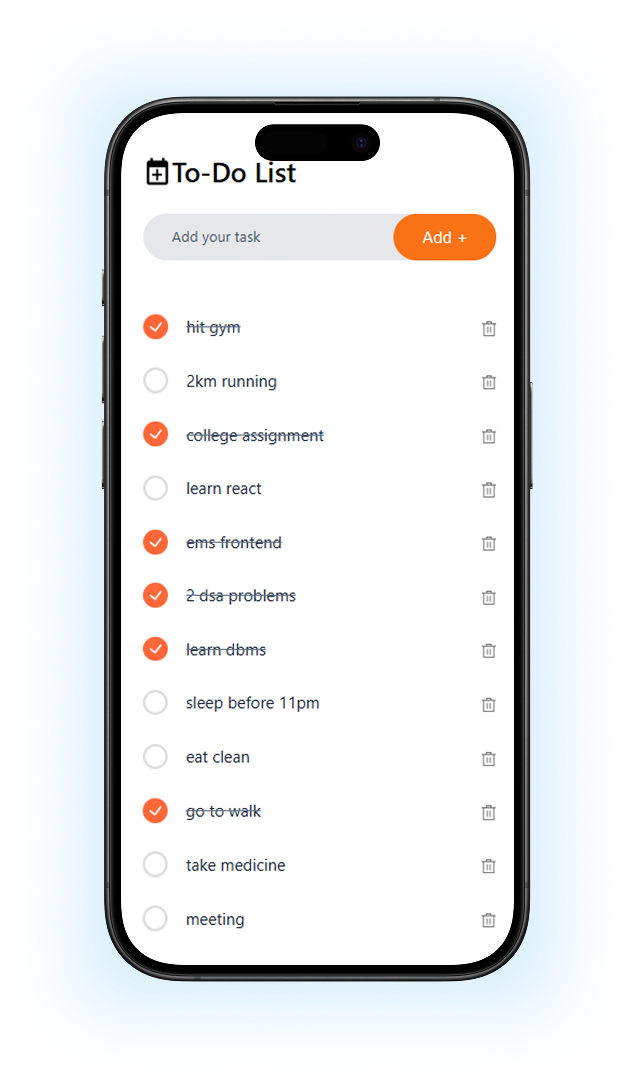 To-Do List
Add your task
Add +
hit gym
2km running
college assignment
learn react
ems frontend
2 dsa problems
learn dbms
sleep before 11pm
eat clean
go to walk
take medicine
meeting